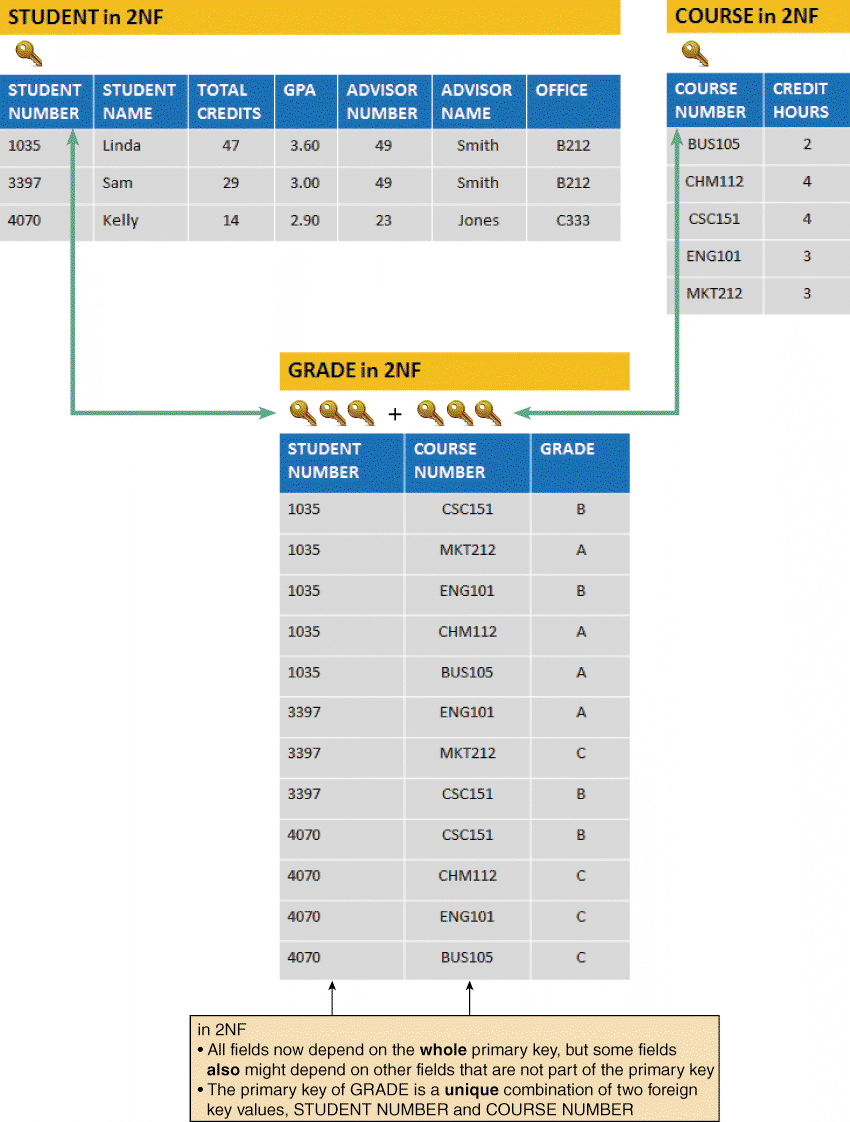 STUDENT in 2NF
STUDENT NUMBER STUDENT NAME TOTAL CREDITS GPA ADVISOR NUMBER ADVISOR NAME OFFICE
1035 Linda 47 3.60 49 Smith B212
3397 Sam 29 3.00 49 Smith B212
4070 Kelly 14 2.90 23 Jones C333
COURSE in 2NF
COURSE NUMBER CREDIT HOURS
BUS105 2
CHM112 4
CSC151 4
ENG101 3
MKT212 3
GRADE in 2NF
+
STUDENT NUMBER COURSE NUMBER GRADE
1035 CSC151 B
1035 MKT212 A
1035 ENG101 B
1035 CHM112 A
1035 BUS105 A
3397 ENG101 A
3397 MKT212 C
3397 CSC151 B
4070 CSC151 B
4070 CHM112 C
4070 ENG101 C
4070 BUS105 C
in 2NF
• All fields now depend on the whole primary key, but some fields
also might depend on other fields that are not part of the primary key
• The primary key of GRADE is a unique combination of two foreign
key values, STUDENT NUMBER and COURSE NUMBER